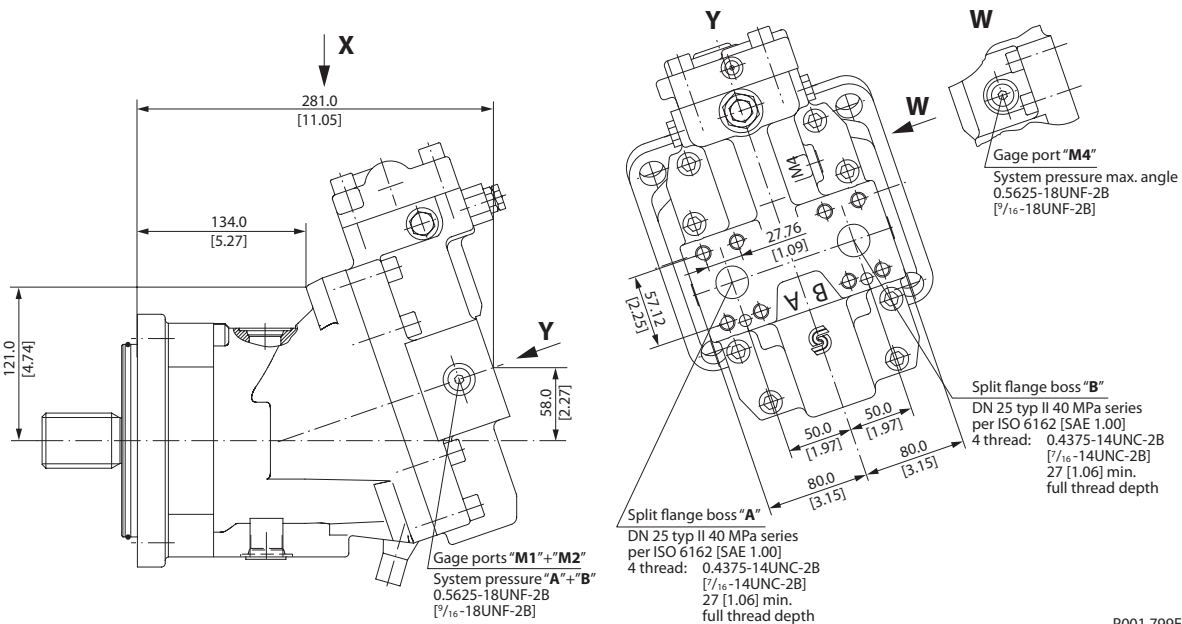 X
281.0
[11.05]
134.0
[5.27]
121.0
[4.74]
Y
58.0
[2.27]
Gage ports "M1"+"M2"
System pressure "A"+"B"
0.5625-18UNF-2B
[9/16-18UNF-2B]
Y
W
M4
27.76
[1.09]
57.12
[2.25]
B A
50.0
[1.97]
50.0
[1.97]
80.0
[3.15]
80.0
[3.15]
W
Gage port "M4"
System pressure max. angle
0.5625-18UNF-2B
[9/16-18UNF-2B]
Split flange boss "B"
DN 25 typ II 40 MPa series
per ISO 6162 [SAE 1.00]
4 thread: 0.4375-14UNC-2B
[7/16-14UNC-2B]
27 [1.06] min.
full thread depth
Split flange boss "A"
DN 25 typ II 40 MPa series
per ISO 6162 [SAE 1.00]
4 thread: 0.4375-14UNC-2B
[7/16-14UNC-2B]
27 [1.06] min.
full thread depth